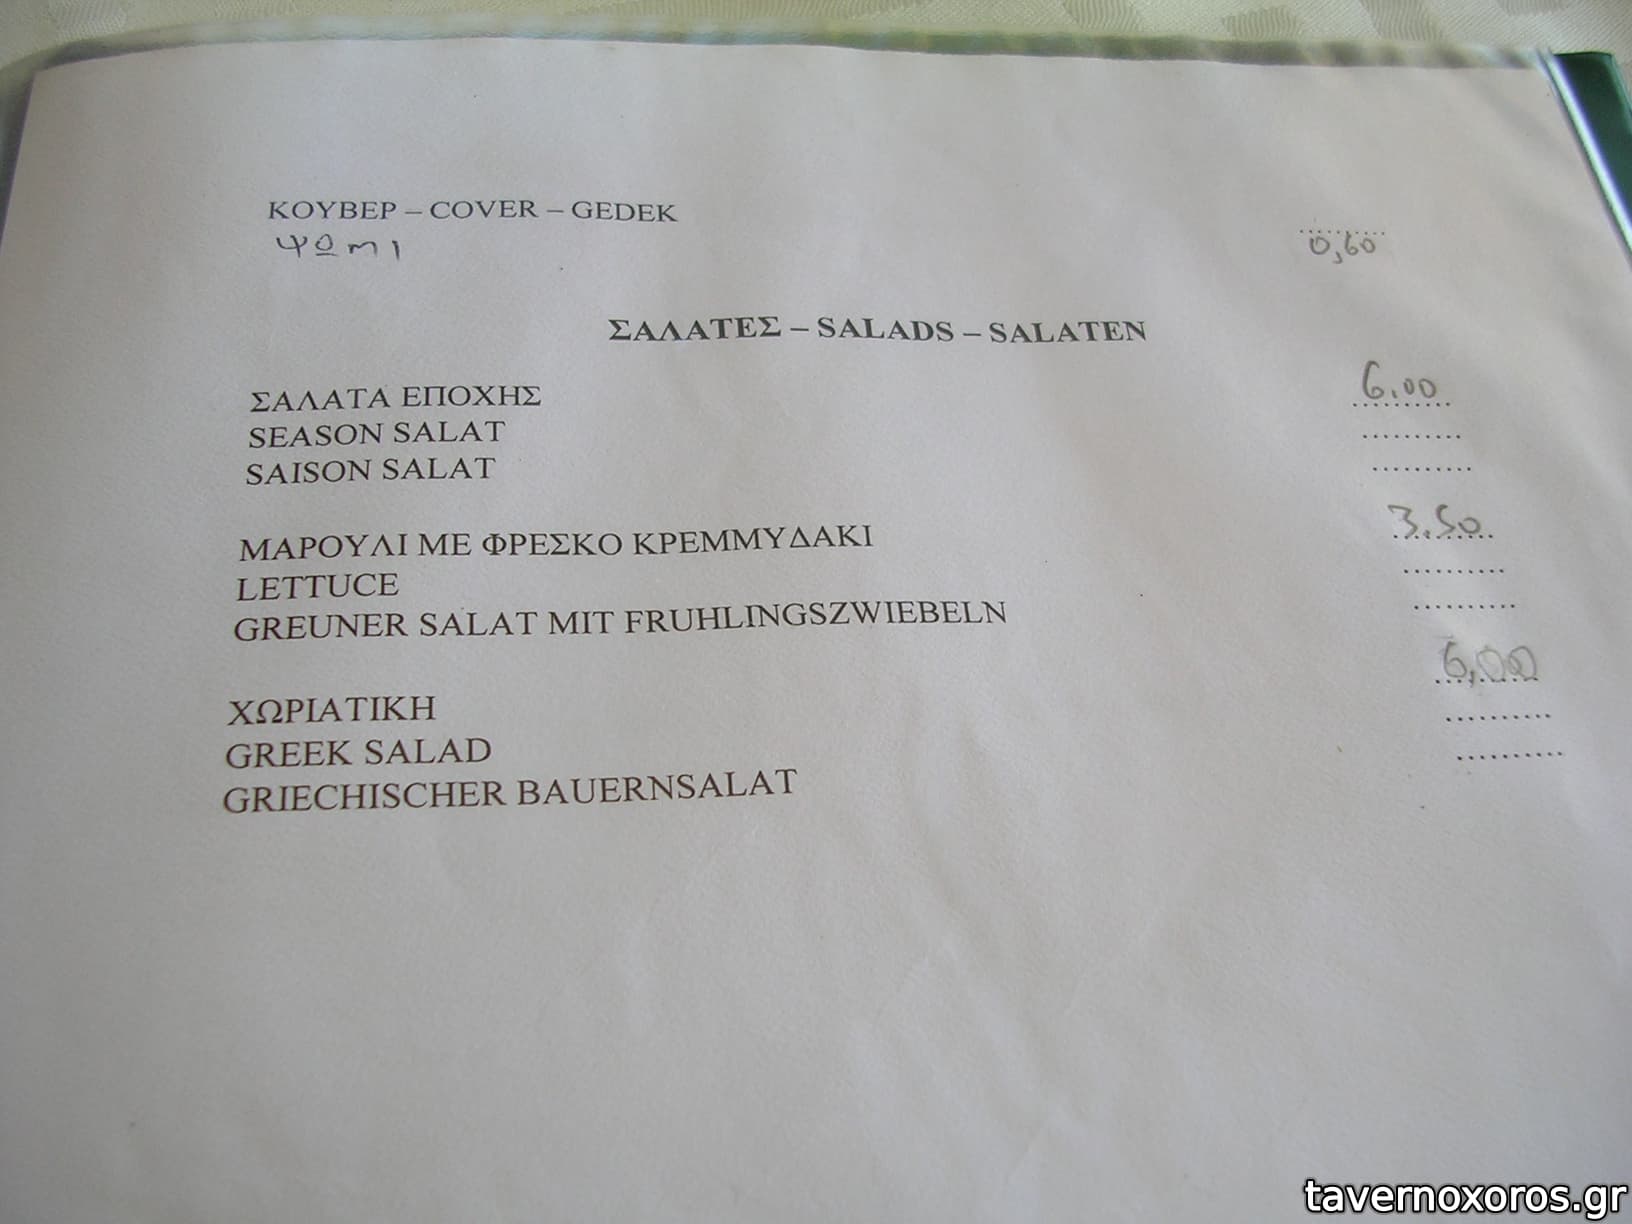 ΚΟΥΒΕΡ – COVER – GEDEK
ΨΩΜΙ
0,60
ΣΑΛΑΤΕΣ – SALADS – SALATEN
ΣΑΛΑΤΑ ΕΠΟΧΗΣ 6.00
SEASON SALAT
SAISON SALAT
ΜΑΡΟΥΛΙ ΜΕ ΦΡΕΣΚΟ ΚΡΕΜΜΥΔΑΚΙ 3.50
LETTUCE
GREUNER SALAT MIT FRUHLINGSZWIEBELN
ΧΩΡΙΑΤΙΚΗ 6,00
GREEK SALAD
GRIECHISCHER BAUERNSALAT
tavernoxoros.gr